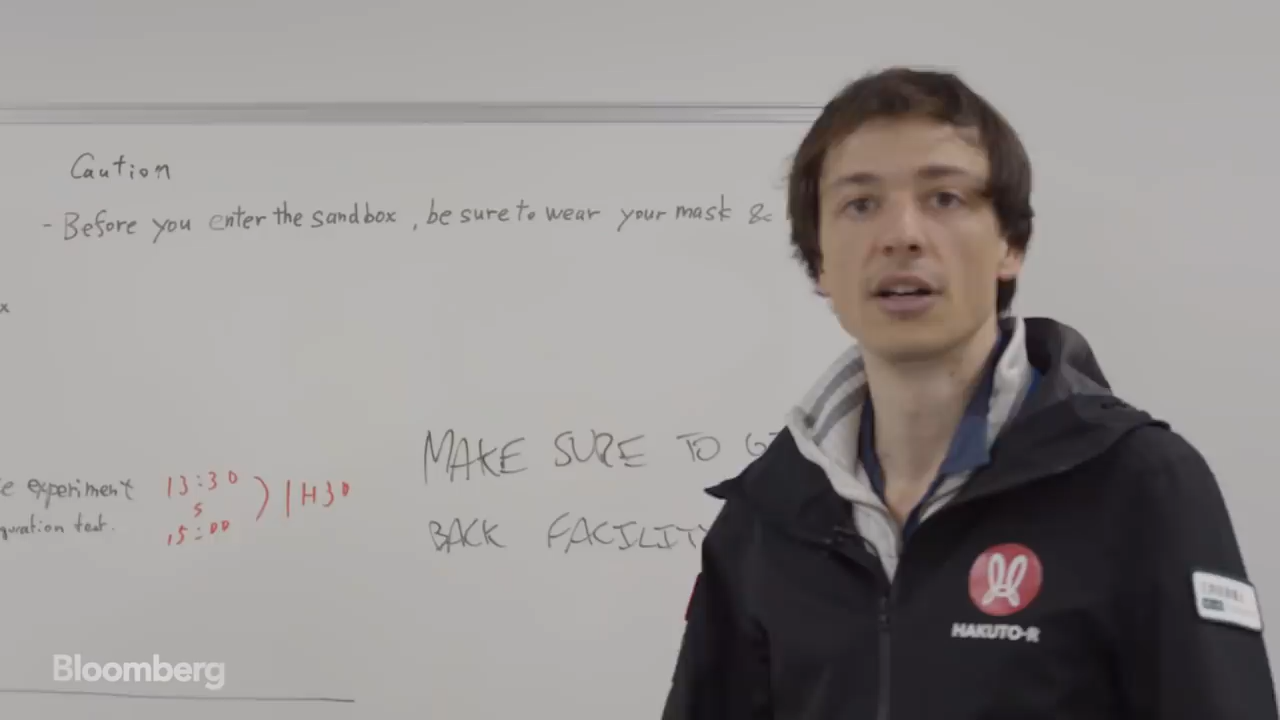 Caution
- Before you enter the sandbox, be sure to wear your mask &
x
e experiment 13:30
guration test. 15:00
1H30
MAKE SURE TO
BACK FACILITY
HAKUTO-R
Bloomberg